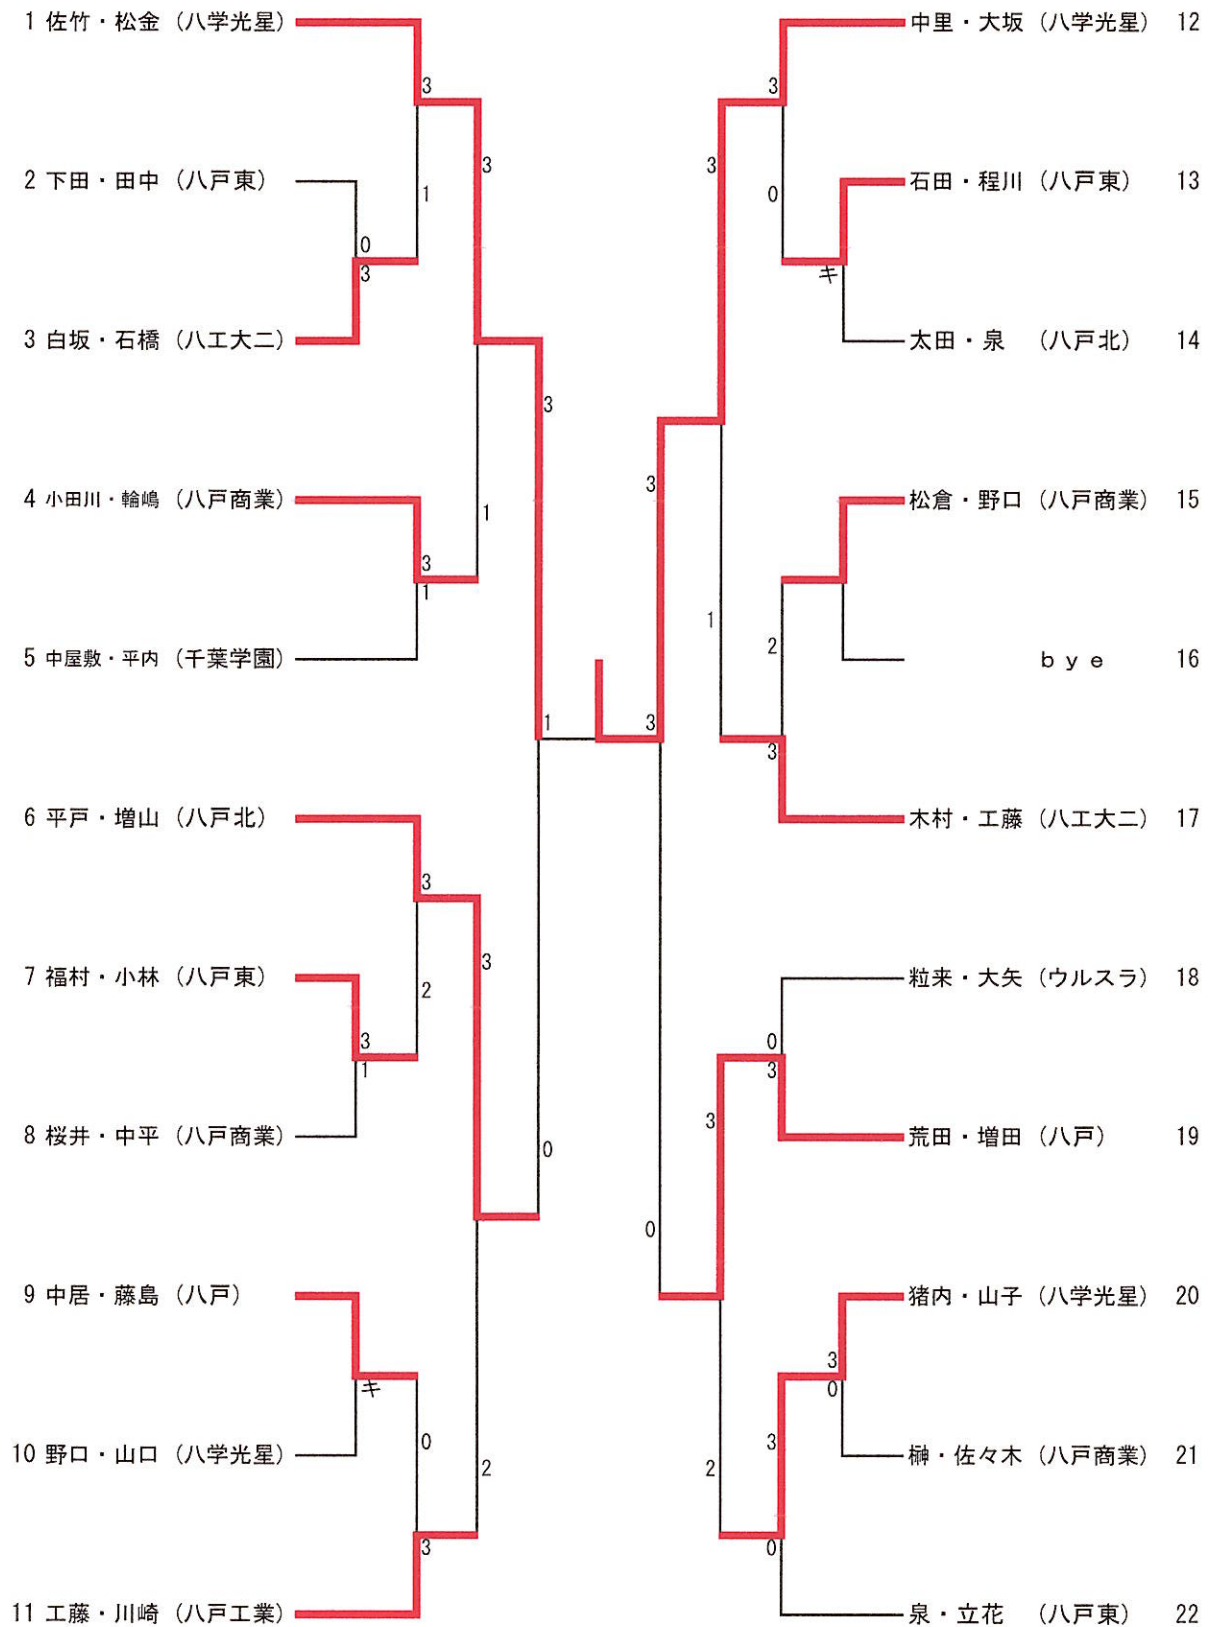 1 佐竹・松金 (八学光星)
3
3
1
2 下田・田中 (八戸東)
0
3
3 白坂・石橋 (八工大二)
3
4 小田川・輪嶋 (八戸商業)
1
3
1
5 中屋敷・平内 (千葉学園)
1
6 平戸・増山 (八戸北)
3
3
7 福村・小林 (八戸東)
2
3
1
8 桜井・中平 (八戸商業)
0
9 中居・藤島 (八戸)
キ
0
10 野口・山口 (八学光星)
2
3
11 工藤・川崎 (八戸工業)
中里・大坂 (八学光星) 12
3
3
0
石田・程川 (八戸東) 13
キ
太田・泉 (八戸北) 14
3
松倉・野口 (八戸商業) 15
1
2
bye 16
3
3
木村・工藤 (八工大二) 17
粒来・大矢 (ウルスラ) 18
0
3
3
荒田・増田 (八戸) 19
0
猪内・山子 (八学光星) 20
3
0
3
2
榊・佐々木 (八戸商業) 21
0
泉・立花 (八戸東) 22